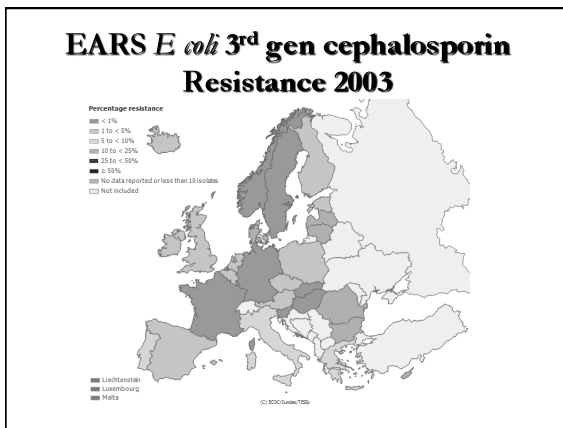 EARS E coli 3rd gen cephalosporin
Resistance 2003
Percentage resistance
< 1%
1 to < 5%
5 to < 10%
10 to < 25%
25 to < 50%
≥ 50%
No data reported or less than 10 isolates
Not included
Liechtenstein
Luxembourg
Malta
(C) ECDC/Dundas/TESSy